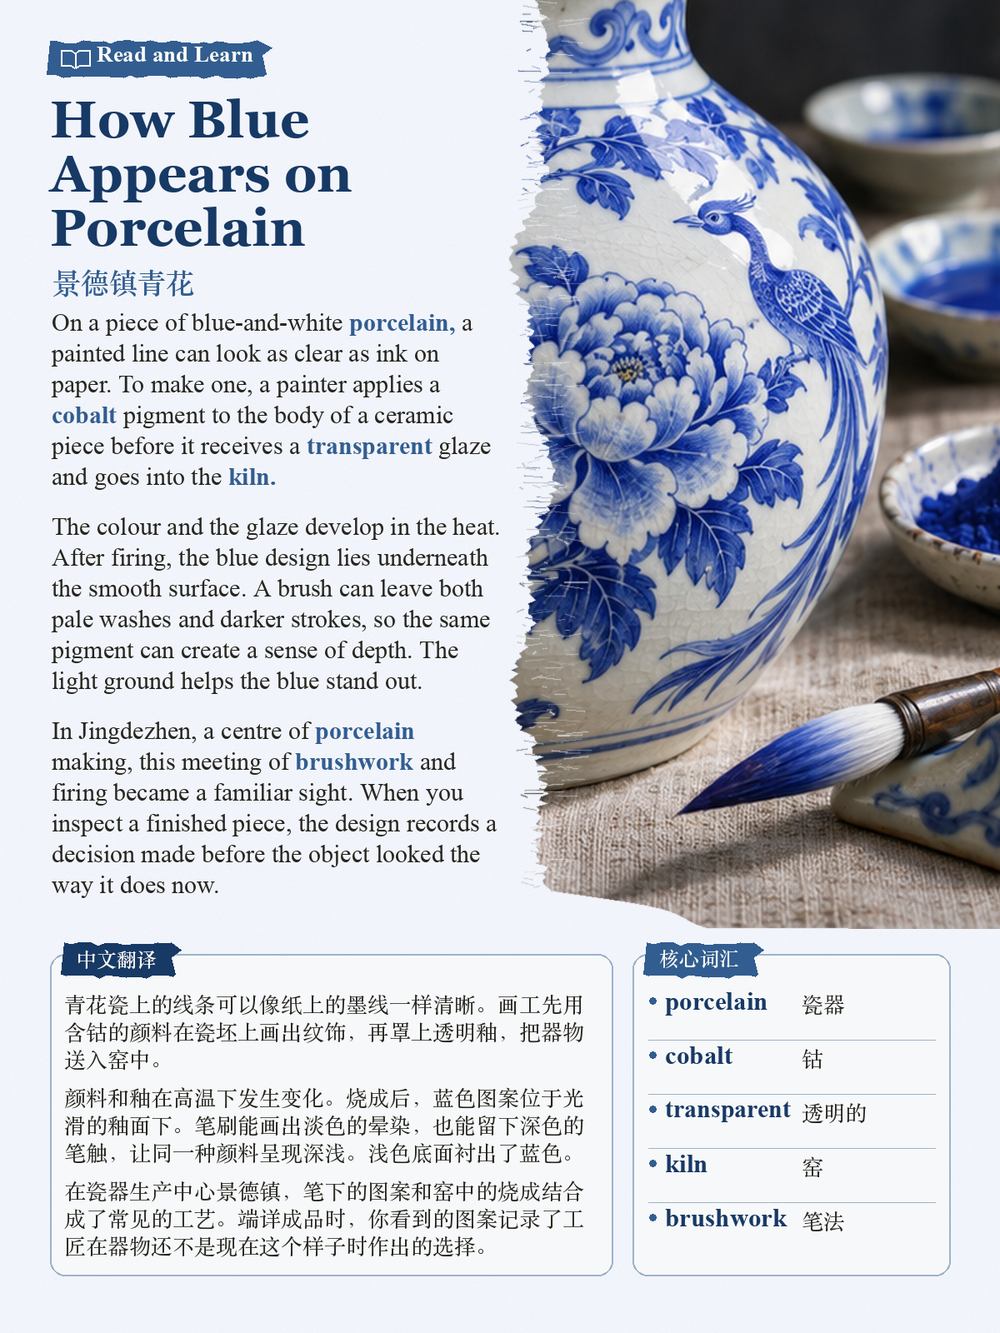 Read and Learn
How Blue
Appears on
Porcelain
景德镇青花
On a piece of blue-and-white porcelain, a
painted line can look as clear as ink on
paper. To make one, a painter applies a
cobalt pigment to the body of a ceramic
piece before it receives a transparent glaze
and goes into the kiln.
The colour and the glaze develop in the heat.
After firing, the blue design lies underneath
the smooth surface. A brush can leave both
pale washes and darker strokes, so the same
pigment can create a sense of depth. The
light ground helps the blue stand out.
In Jingdezhen, a centre of porcelain
making, this meeting of brushwork and
firing became a familiar sight. When you
inspect a finished piece, the design records a
decision made before the object looked the
way it does now.
中文翻译
青花瓷上的线条可以像纸上的墨线一样清晰。画工先用
含钴的颜料在瓷坯上画出纹饰，再罩上透明釉，把器物
送入窑中。
颜料和釉在高温下发生变化。烧成后，蓝色图案位于光
滑的釉面下。笔刷能画出淡色的晕染，也能留下深色的
笔触，让同一种颜料呈现深浅。浅色底面衬出了蓝色。
在瓷器生产中心景德镇，笔下的图案和窑中的烧成结合
成了常见的工艺。端详成品时，你看到的图案记录了工
匠在器物还不是现在这个样子时作出的选择。
核心词汇
• porcelain 瓷器
• cobalt 钴
• transparent 透明的
• kiln 窑
• brushwork 笔法